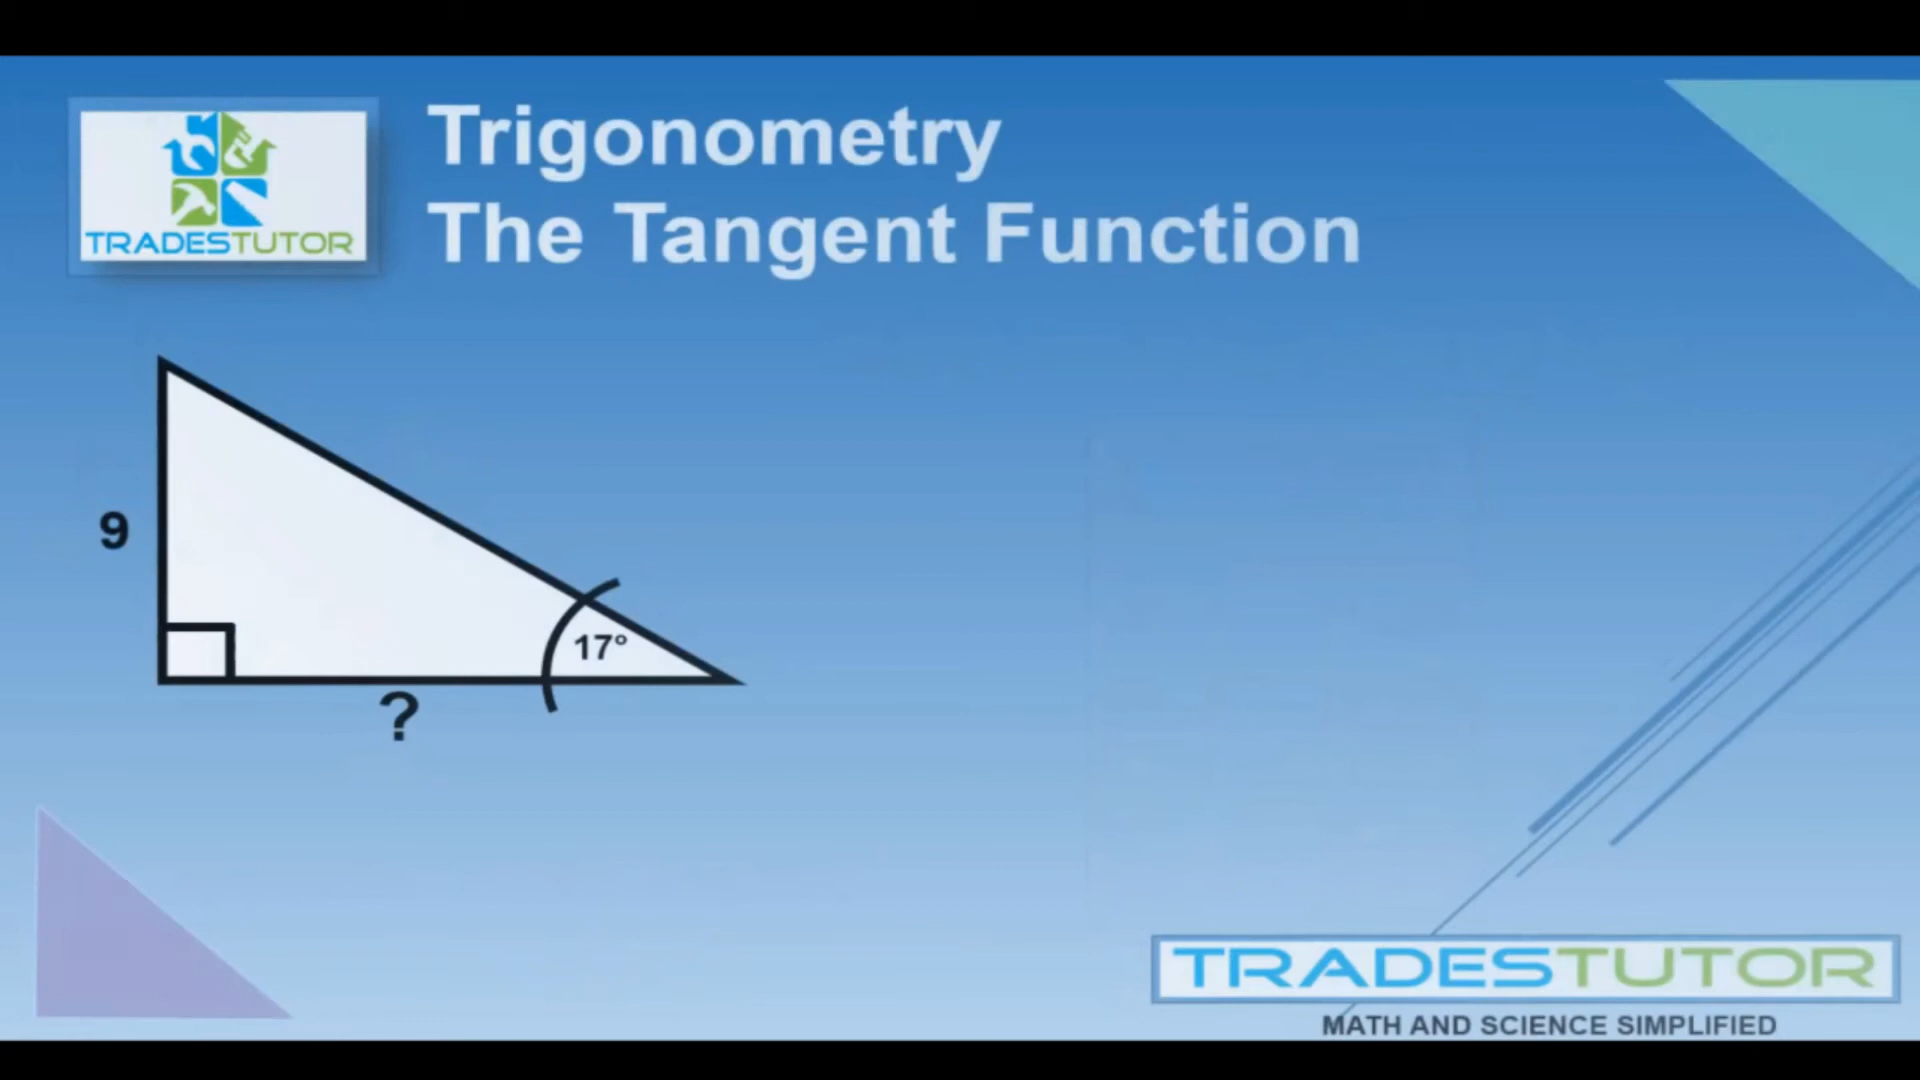 TRADESTUTOR
Trigonometry
The Tangent Function
9
17°
?
TRADESTUTOR
MATH AND SCIENCE SIMPLIFIED